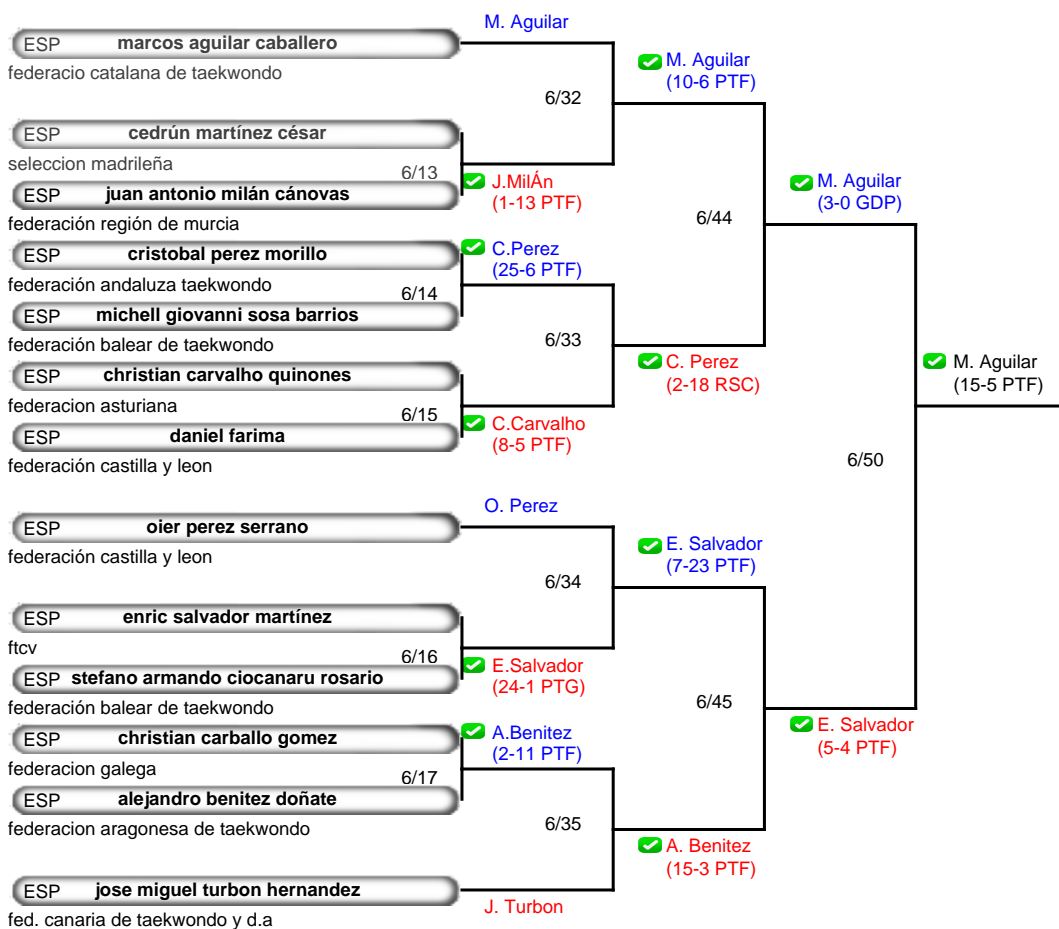 M. Aguilar
ESP marcos aguilar caballero
federacio catalana de taekwondo
M. Aguilar
(10-6 PTF)
6/32
ESP cedrún martínez césar
seleccion madrileña
6/13
J.MilÁn
(1-13 PTF)
ESP juan antonio milán cánovas
federación región de murcia
M. Aguilar
(3-0 GDP)
6/44
ESP cristobal perez morillo
federación andaluza taekwondo
C.Perez
(25-6 PTF)
6/14
ESP michell giovanni sosa barrios
federación balear de taekwondo
6/33
C. Perez
(2-18 RSC)
ESP christian carvalho quinones
federacion asturiana
6/15
C.Carvalho
(8-5 PTF)
ESP daniel farima
federación castilla y leon
M. Aguilar
(15-5 PTF)
6/50
O. Perez
ESP oier perez serrano
federación castilla y leon
E. Salvador
(7-23 PTF)
6/34
ESP enric salvador martínez
ftcv
6/16
E.Salvador
(24-1 PTG)
ESP stefano armando ciocanaru rosario
federación balear de taekwondo
6/45
E. Salvador
(5-4 PTF)
ESP christian carballo gomez
federacion galega
A.Benitez
(2-11 PTF)
6/17
ESP alejandro benitez doñate
federacion aragonesa de taekwondo
6/35
A. Benitez
(15-3 PTF)
ESP jose miguel turbon hernandez
fed. canaria de taekwondo y d.a
J. Turbon